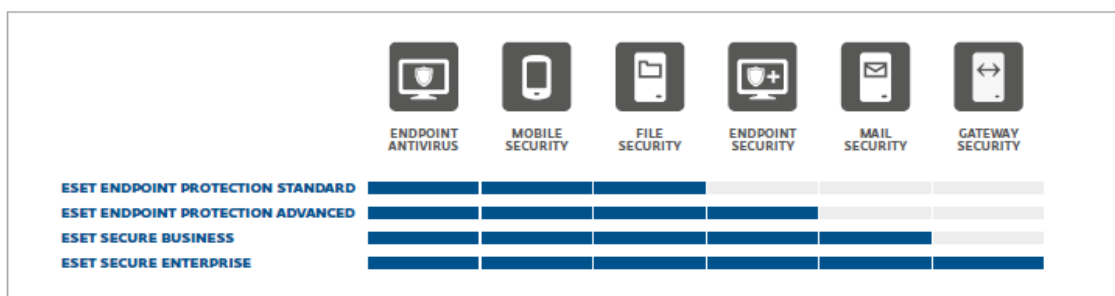 ENDPOINT
ANTIVIRUS
MOBILE
SECURITY
FILE
SECURITY
ENDPOINT
SECURITY
MAIL
SECURITY
GATEWAY
SECURITY
ESET ENDPOINT PROTECTION STANDARD
ESET ENDPOINT PROTECTION ADVANCED
ESET SECURE BUSINESS
ESET SECURE ENTERPRISE